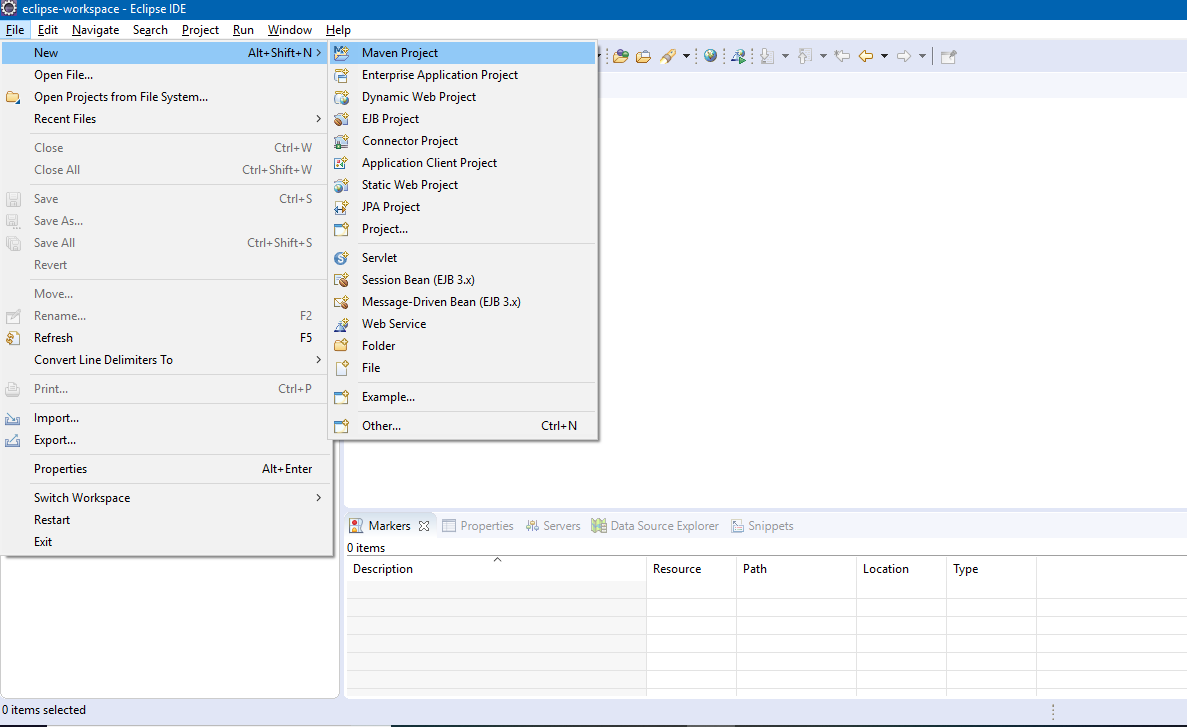 eclipse-workspace - Eclipse IDE
File Edit Navigate Search Project Run Window Help
New Alt+Shift+N
Open File...
Open Projects from File System...
Recent Files
Close Ctrl+W
Close All Ctrl+Shift+W
Save Ctrl+S
Save As...
Save All Ctrl+Shift+S
Revert
Move...
Rename... F2
Refresh F5
Convert Line Delimiters To
Print... Ctrl+P
Import...
Export...
Properties Alt+Enter
Switch Workspace
Restart
Exit
Maven Project
Enterprise Application Project
Dynamic Web Project
EJB Project
Connector Project
Application Client Project
Static Web Project
JPA Project
Project...
Servlet
Session Bean (EJB 3.x)
Message-Driven Bean (EJB 3.x)
Web Service
Folder
File
Example...
Other... Ctrl+N
Markers Properties Servers Data Source Explorer Snippets
0 items
Description Resource Path Location Type
0 items selected